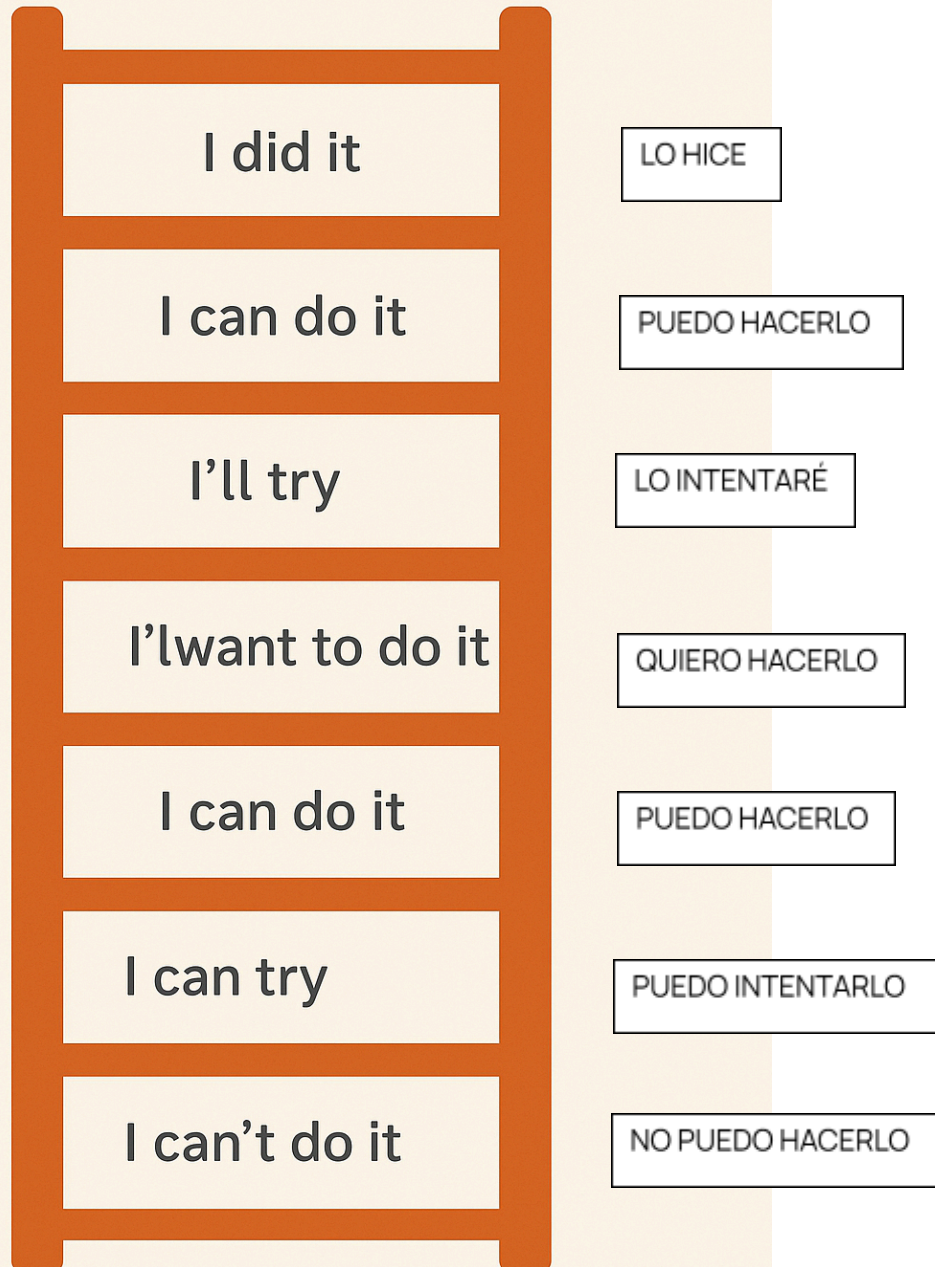 I did it
LO HICE
I can do it
PUEDO HACERLO
I’ll try
LO INTENTARÉ
I’lwant to do it
QUIERO HACERLO
I can do it
PUEDO HACERLO
I can try
PUEDO INTENTARLO
I can’t do it
NO PUEDO HACERLO